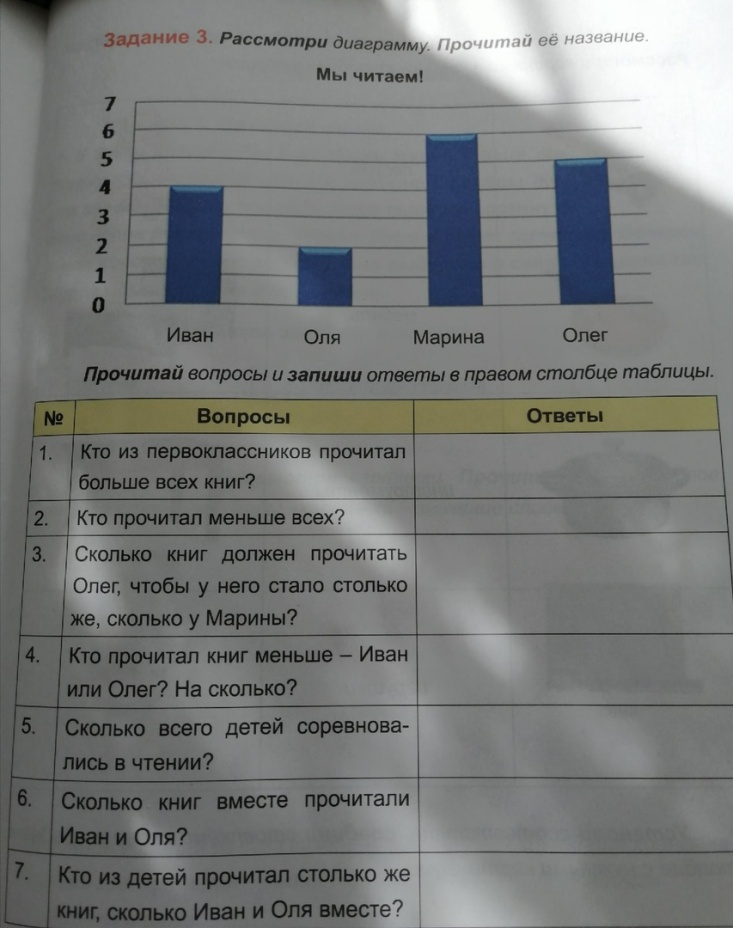 Задание 3. Рассмотри диаграмму. Прочитай её название.
Мы читаем!
7
6
5
4
3
2
1
0
Иван Оля Марина Олег
Прочитай вопросы и запиши ответы в правом столбце таблицы.
№ Вопросы Ответы
1. Кто из первоклассников прочитал
больше всех книг?
2. Кто прочитал меньше всех?
3. Сколько книг должен прочитать
Олег, чтобы у него стало столько
же, сколько у Марины?
4. Кто прочитал книг меньше – Иван
или Олег? На сколько?
5. Сколько всего детей соревнова-
лись в чтении?
6. Сколько книг вместе прочитали
Иван и Оля?
7. Кто из детей прочитал столько же
книг, сколько Иван и Оля вместе?